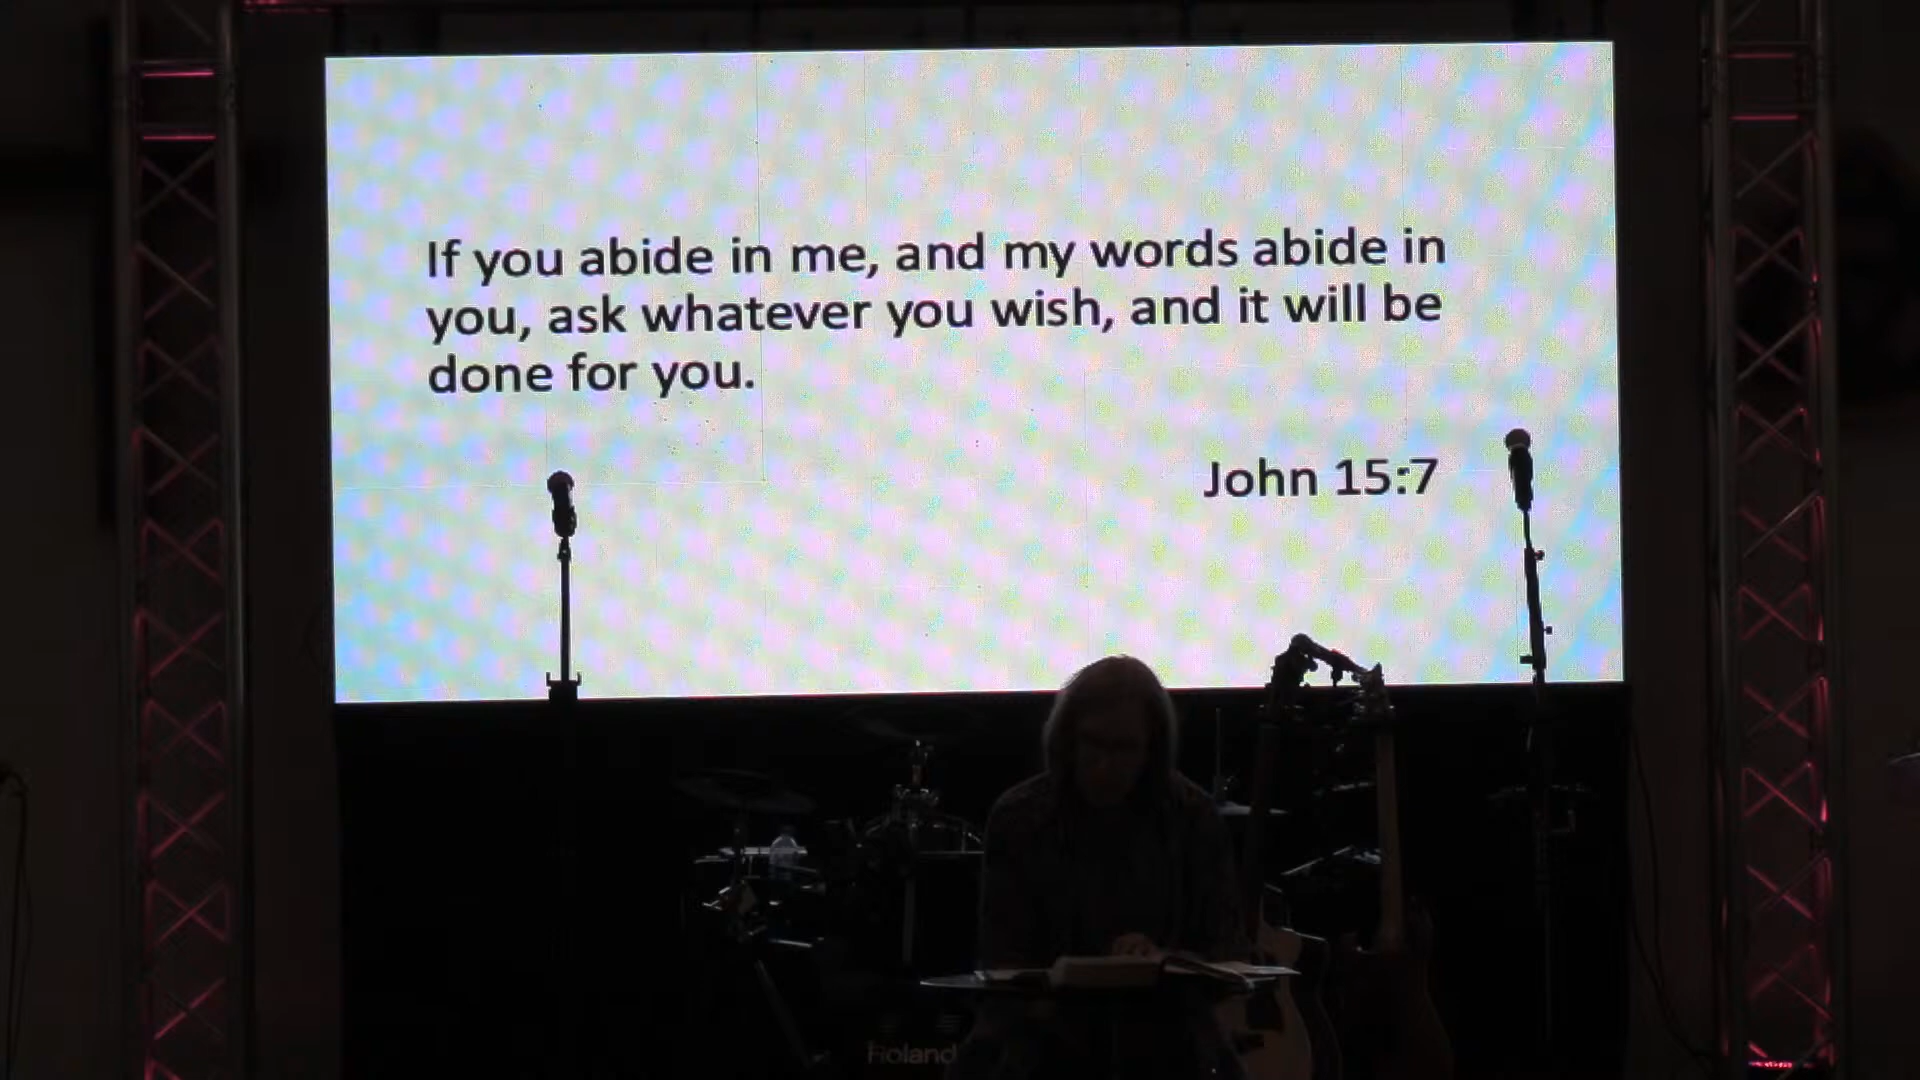 If you abide in me, and my words abide in
you, ask whatever you wish, and it will be
done for you.
John 15:7
Roland